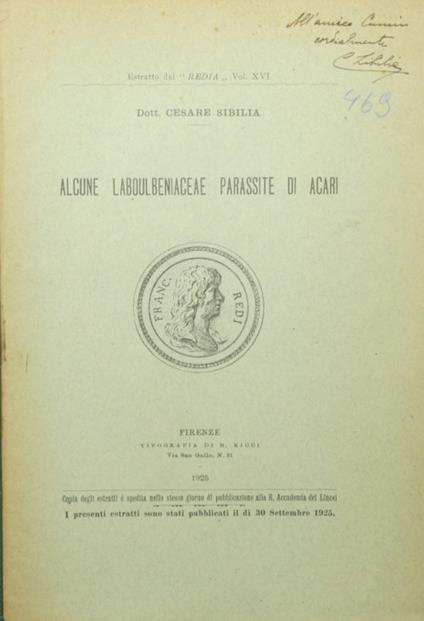 All'amico Cumin
cordialmente
C Sibilia
469
Estratto dal "REDIA" Vol. XVI
Dott. CESARE SIBILIA
ALCUNE LABOULBENIACEAE PARASSITE DI ACARI
FRANC. REDI
FIRENZE
TIPOGRAFIA DI M. RICCI
Via San Gallo, N. 31
1925
Copia degli estratti è spedita nello stesso giorno di pubblicazione alla R. Accademia dei Lincei
I presenti estratti sono stati pubblicati il dì 30 Settembre 1925.